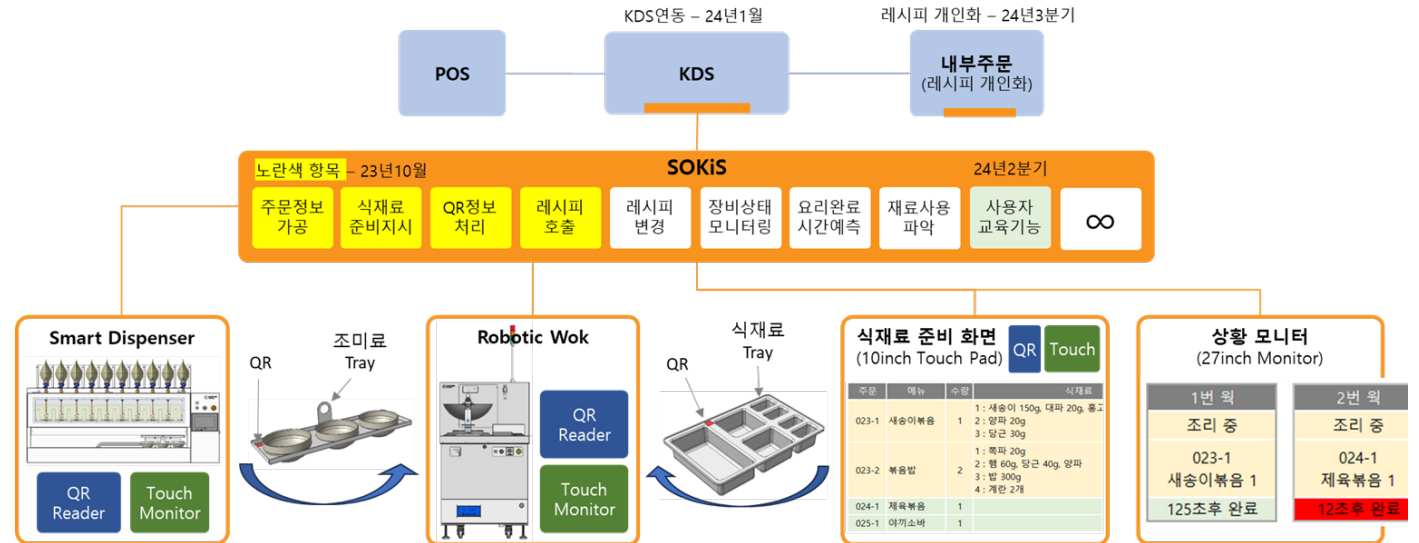 KDS연동 – 24년1월
레시피 개인화 – 24년3분기
POS
KDS
내부주문
(레시피 개인화)
노란색 항목 – 23년10월
SOKiS
24년2분기
주문정보
가공
식재료
준비지시
QR정보
처리
레시피
호출
레시피
변경
장비상태
모니터링
요리완료
시간예측
재료사용
파악
사용자
교육기능
∞
Smart Dispenser
QR
Reader
Touch
Monitor
QR
조미료
Tray
Robotic Wok
QR
Reader
Touch
Monitor
QR
식재료
Tray
식재료 준비 화면
(10inch Touch Pad)
QR
Touch
주문 메뉴 수량 식재료
023-1 새송이볶음 1
1 : 새송이 150g, 대파 20g, 홍고
2 : 양파 20g
3 : 당근 30g
023-2 볶음밥 2
1 : 쪽파 20g
2 : 햄 60g, 당근 40g, 양파
3 : 밥 300g
4 : 계란 2개
024-1 제육볶음 1
025-1 야끼소바 1
상황 모니터
(27inch Monitor)
1번 웍
조리 중
023-1
새송이볶음 1
125초후 완료
2번 웍
조리 중
024-1
제육볶음 1
12초후 완료